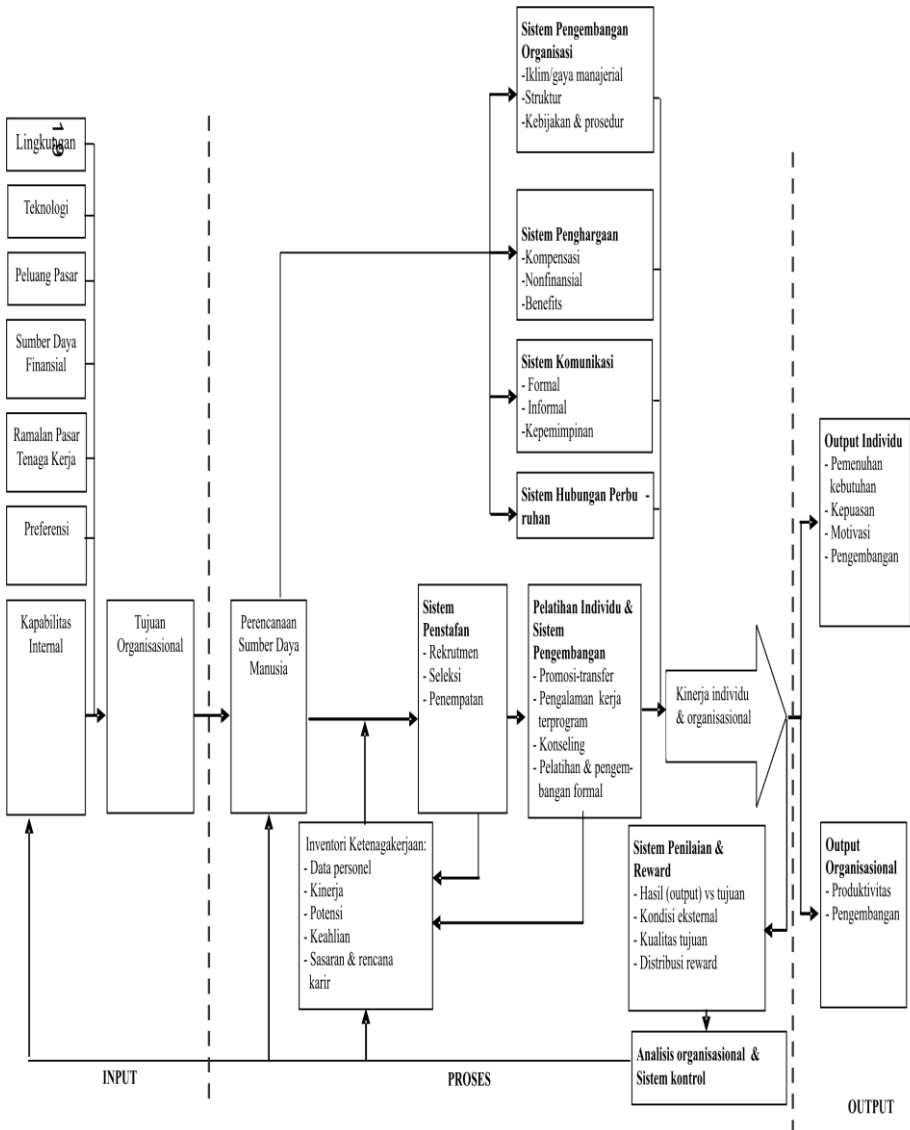 Lingkungan
19
Teknologi
Peluang Pasar
Sumber Daya
Finansial
Ramalan Pasar
Tenaga Kerja
Preferensi
Kapabilitas
Internal
Tujuan
Organisasional
INPUT
Perencanaan
Sumber Daya
Manusia
Sistem Pengembangan
Organisasi
-Iklim/gaya manajerial
-Struktur
-Kebijakan & prosedur
Sistem Penghargaan
-Kompensasi
-Nonfinansial
-Benefits
Sistem Komunikasi
- Formal
- Informal
-Kepemimpinan
Sistem Hubungan Perbu -
ruhan
Sistem
Penstafan
- Rekrutmen
- Seleksi
- Penempatan
Pelatihan Individu &
Sistem
Pengembangan
- Promosi-transfer
- Pengalaman kerja
terprogram
- Konseling
- Pelatihan & pengem-
bangan formal
Kinerja individu
& organisasional
Inventori Ketenagakerjaan:
- Data personel
- Kinerja
- Potensi
- Keahlian
- Sasaran & rencana
karir
Sistem Penilaian &
Reward
- Hasil (output) vs tujuan
- Kondisi eksternal
- Kualitas tujuan
- Distribusi reward
Analisis organisasional &
Sistem kontrol
PROSES
Output Individu
- Pemenuhan
kebutuhan
- Kepuasan
- Motivasi
- Pengembangan
Output
Organisasional
- Produktivitas
- Pengembangan
OUTPUT